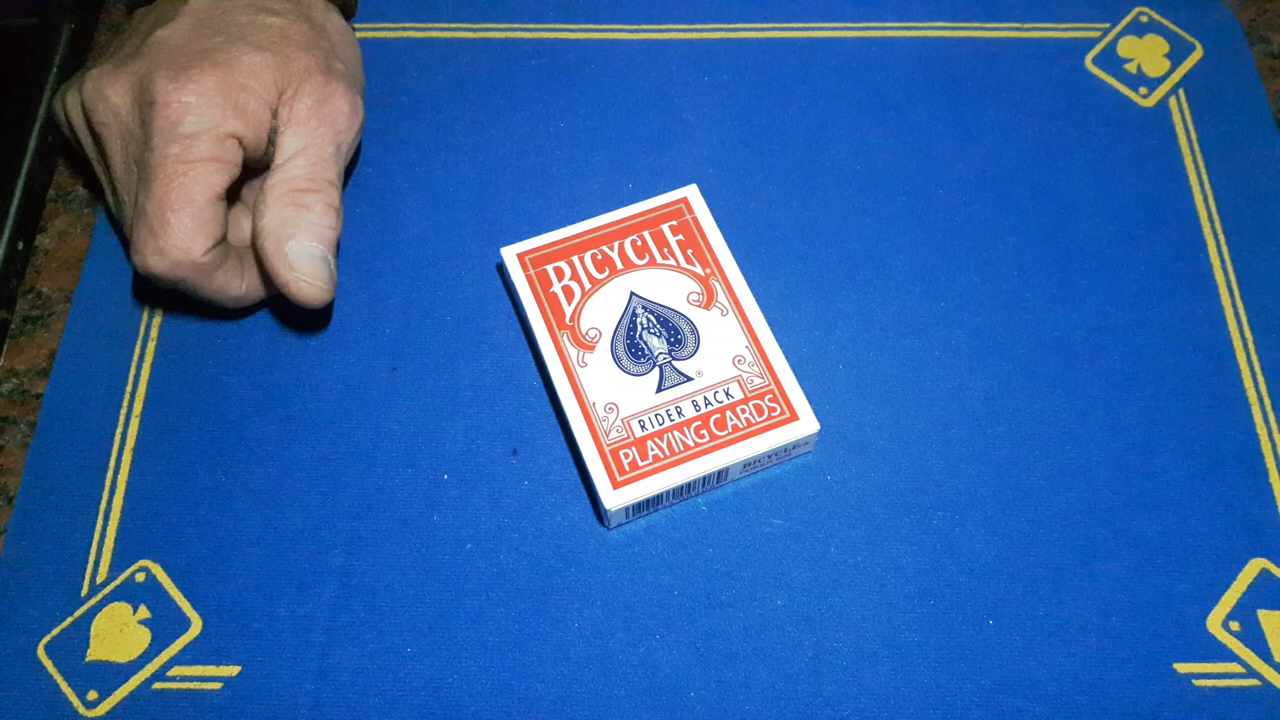 BICYCLE
®
RIDER BACK
PLAYING CARDS
BICYCLE®